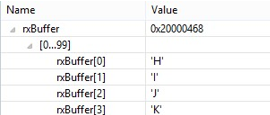 Name Value
rxBuffer 0x20000468
[0...99]
rxBuffer[0] 'H'
rxBuffer[1] 'I'
rxBuffer[2] 'J'
rxBuffer[3] 'K'